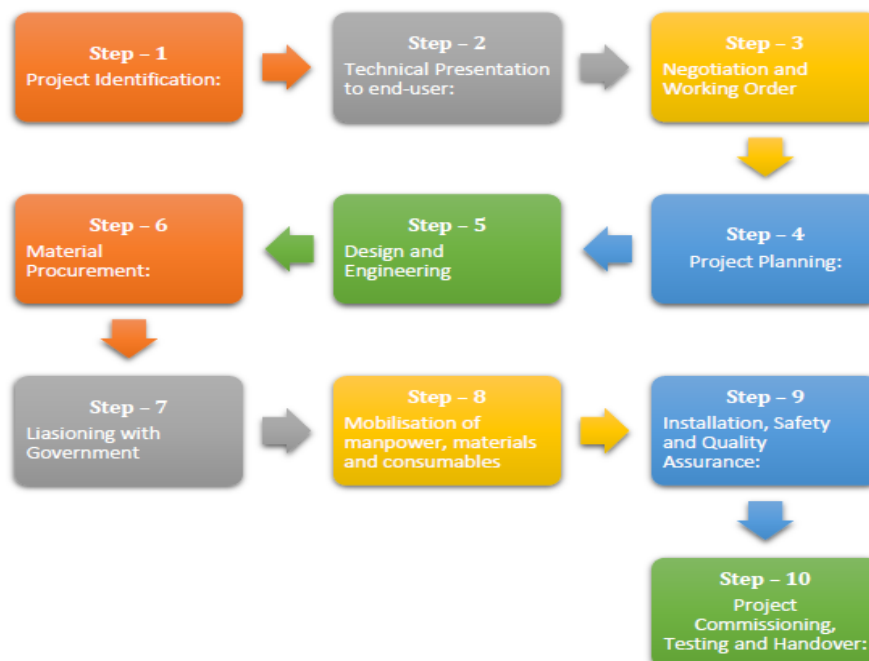 Step – 1
Project Identification:
Step – 2
Technical Presentation
to end-user:
Step – 3
Negotiation and
Working Order
Step – 4
Project Planning:
Step – 5
Design and
Engineering
Step – 6
Material
Procurement:
Step – 7
Liasioning with
Government
Step – 8
Mobilisation of
manpower, materials
and consumables
Step – 9
Installation, Safety
and Quality
Assurance:
Step – 10
Project
Commissioning,
Testing and Handover: